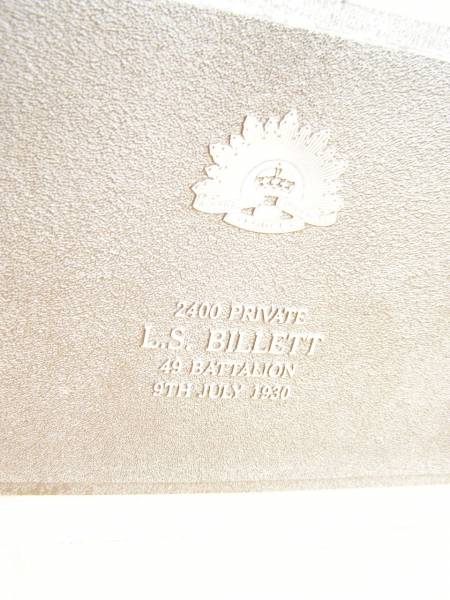 2400 PRIVATE
L.S. BILLETT
49 BATTALION
9TH JULY 1930